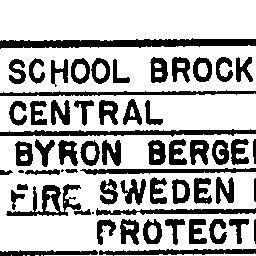 SCHOOL BROCK
CENTRAL
BYRON BERGE
FIRE SWEDEN
PROTECT